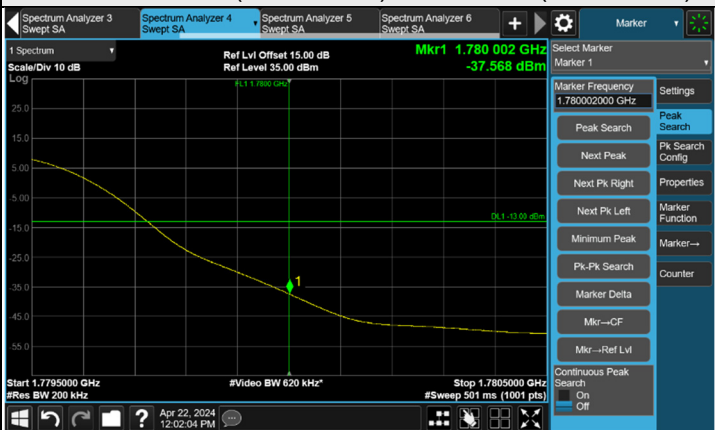 Spectrum Analyzer 3
Swept SA
Spectrum Analyzer 4
Swept SA
Spectrum Analyzer 5
Swept SA
Spectrum Analyzer 6
Swept SA
+
Marker
1 Spectrum
Scale/Div 10 dB
Log
Ref Lvl Offset 15.00 dB
Ref Level 35.00 dBm
Mkr1 1.780 002 GHz
-37.568 dBm
FL1 1.7800 GHz
25.0
15.0
5.00
-5.00
-15.0
-25.0
-35.0
-45.0
-55.0
DL1 -13.00 dBm
1
Start 1.7795000 GHz
#Res BW 200 kHz
#Video BW 620 kHz*
Stop 1.7805000 GHz
#Sweep 501 ms (1001 pts)
Select Marker
Marker 1
Marker Frequency
1.780002000 GHz
Peak Search
Next Peak
Next Pk Right
Next Pk Left
Minimum Peak
Pk-Pk Search
Marker Delta
Mkr→CF
Mkr→Ref Lvl
Continuous Peak
Search
On
Off
Settings
Peak
Search
Pk Search
Config
Properties
Marker
Function
Marker→
Counter
?
Apr 22, 2024
12:02:04 PM